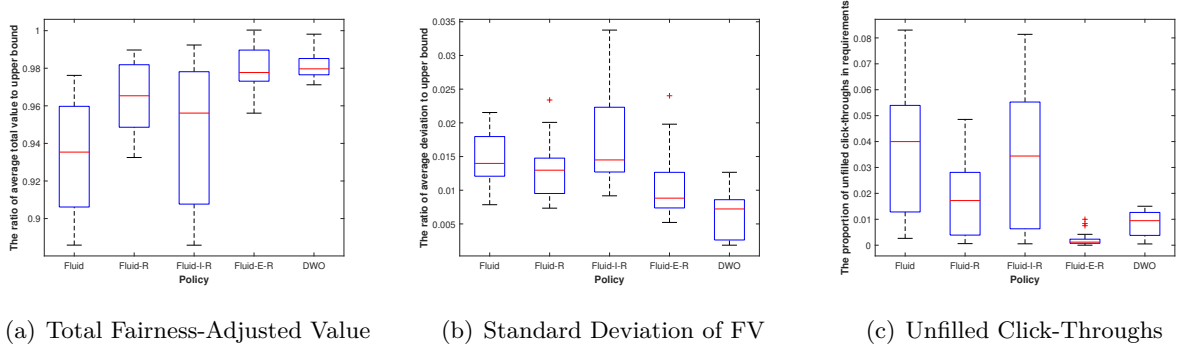 The ratio of average total value to upper bound
1
0.98
0.96
0.94
0.92
0.9
Fluid Fluid-R Fluid-I-R Fluid-E-R DWO
Policy
(a) Total Fairness-Adjusted Value
The ratio of average deviation to upper bound
0.035
0.03
0.025
0.02
0.015
0.01
0.005
Fluid Fluid-R Fluid-I-R Fluid-E-R DWO
Policy
(b) Standard Deviation of FV
The proportion of unfilled click-throughs in requirements
0.08
0.07
0.06
0.05
0.04
0.03
0.02
0.01
0
Fluid Fluid-R Fluid-I-R Fluid-E-R DWO
Policy
(c) Unfilled Click-Throughs